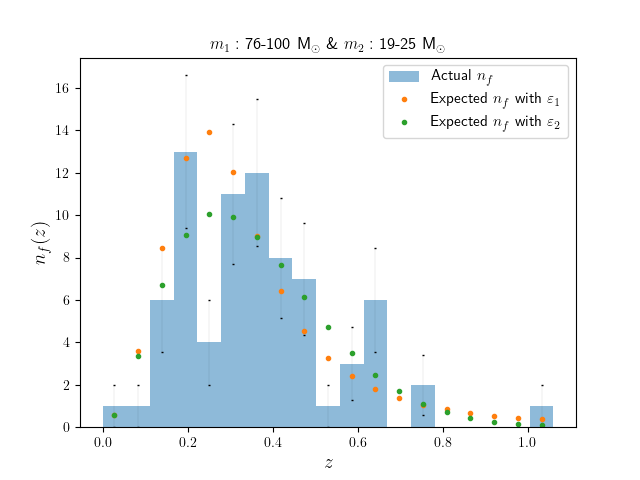 m₁ : 76-100 M⊙ & m₂ : 19-25 M⊙
Actual n_f
Expected n_f with ε₁
Expected n_f with ε₂
n_f(z)
16
14
12
10
8
6
4
2
0
0.0 0.2 0.4 0.6 0.8 1.0
z